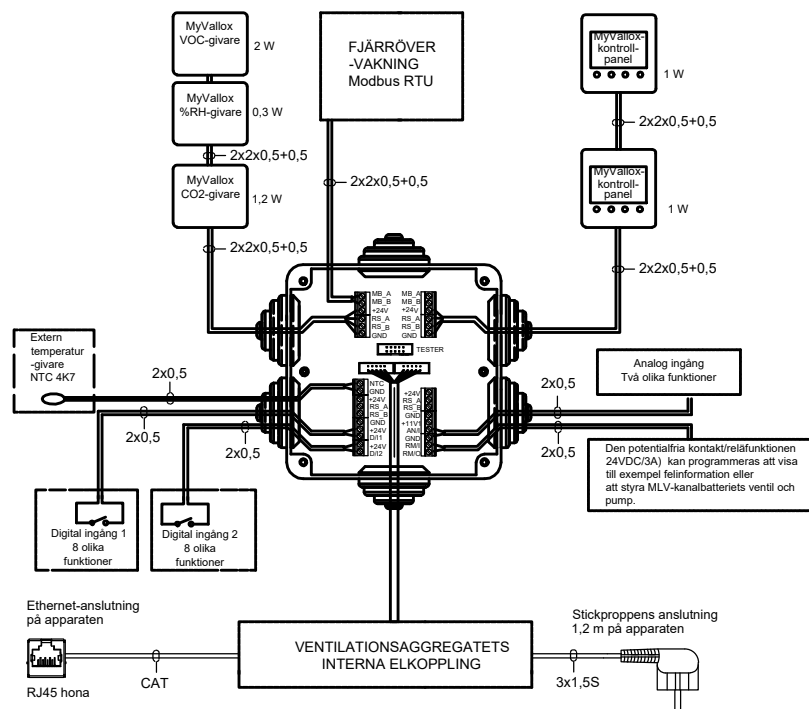 MyVallox
VOC-givare
2 W
MyVallox
%RH-givare
0,3 W
2x2x0,5+0,5
MyVallox
CO2-givare
1,2 W
2x2x0,5+0,5
FJÄRRÖVER
-VAKNING
Modbus RTU
2x2x0,5+0,5
MyVallox-
kontroll-
panel
1 W
2x2x0,5+0,5
MyVallox-
kontroll-
panel
1 W
2x2x0,5+0,5
MB_A
MB_B
+24V
RS_A
RS_B
GND
MB_A
MB_B
+24V
RS_A
RS_B
GND
TESTER
NTC
GND
+24V
RS_A
RS_B
GND
+24V
D/I1
+24V
D/I2
+24V
RS_A
RS_B
GND
+11V1
AN/I
GND
RM/I
RM/O
Extern
temperatur
-givare
NTC 4K7
2x0,5
2x0,5
2x0,5
Digital ingång 1
8 olika
funktioner
Digital ingång 2
8 olika
funktioner
Analog ingång
Två olika funktioner
2x0,5
2x0,5
Den potentialfria kontakt/reläfunktionen
24VDC/3A) kan programmeras att visa
till exempel felinformation eller
att styra MLV-kanalbatteriets ventil och
pump.
Ethernet-anslutning
på apparaten
RJ45 hona
CAT
VENTILATIONSAGGREGATETS
INTERNA ELKOPPLING
Stickproppens anslutning
1,2 m på apparaten
3x1,5S